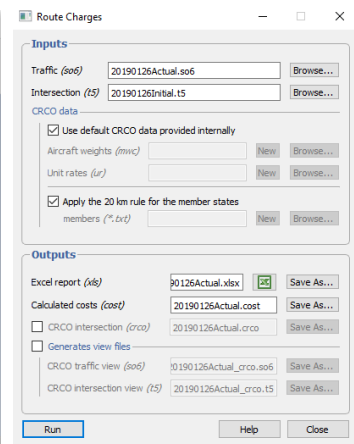 Route Charges
Inputs
Traffic (so6) 20190126Actual.so6 Browse...
Intersection (t5) 20190126Initial.t5 Browse...
CRCO data
Use default CRCO data provided internally
Aircraft weights (mwc) New Browse...
Unit rates (ur) New Browse...
Apply the 20 km rule for the member states
members (*.txt) New Browse...
Outputs
Excel report (xls) 90126Actual.xlsx Save As...
Calculated costs (cost) 20190126Actual.cost Save As...
CRCO intersection (crco) 20190126Actual.crco Save As...
Generates view files
CRCO traffic view (so6) 20190126Actual_crco.so6 Save As...
CRCO intersection view (t5) 20190126Actual_crco.t5 Save As...
Run Help Close